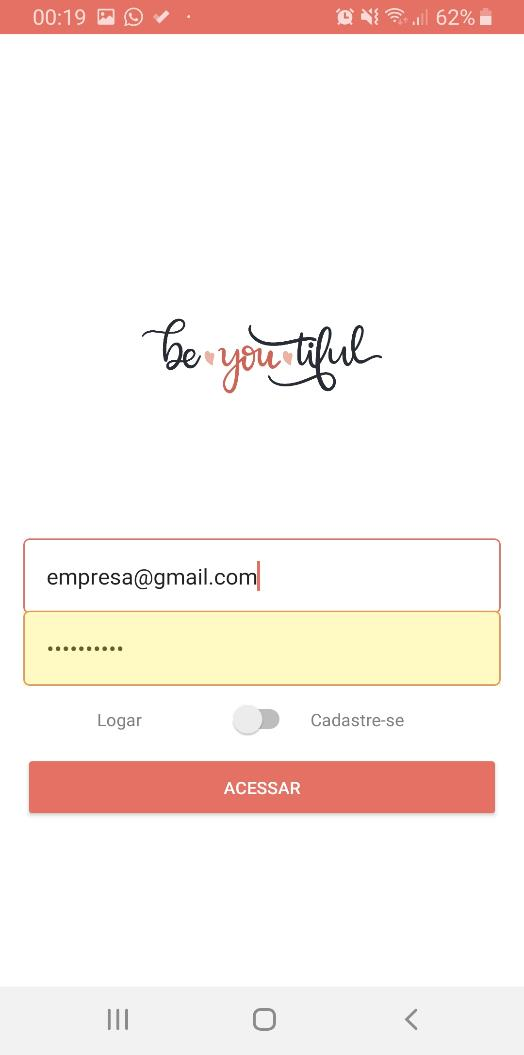 00:19 62%
be you tiful
empresa@gmail.com
••••••••••
Logar Cadastre-se
ACESSAR